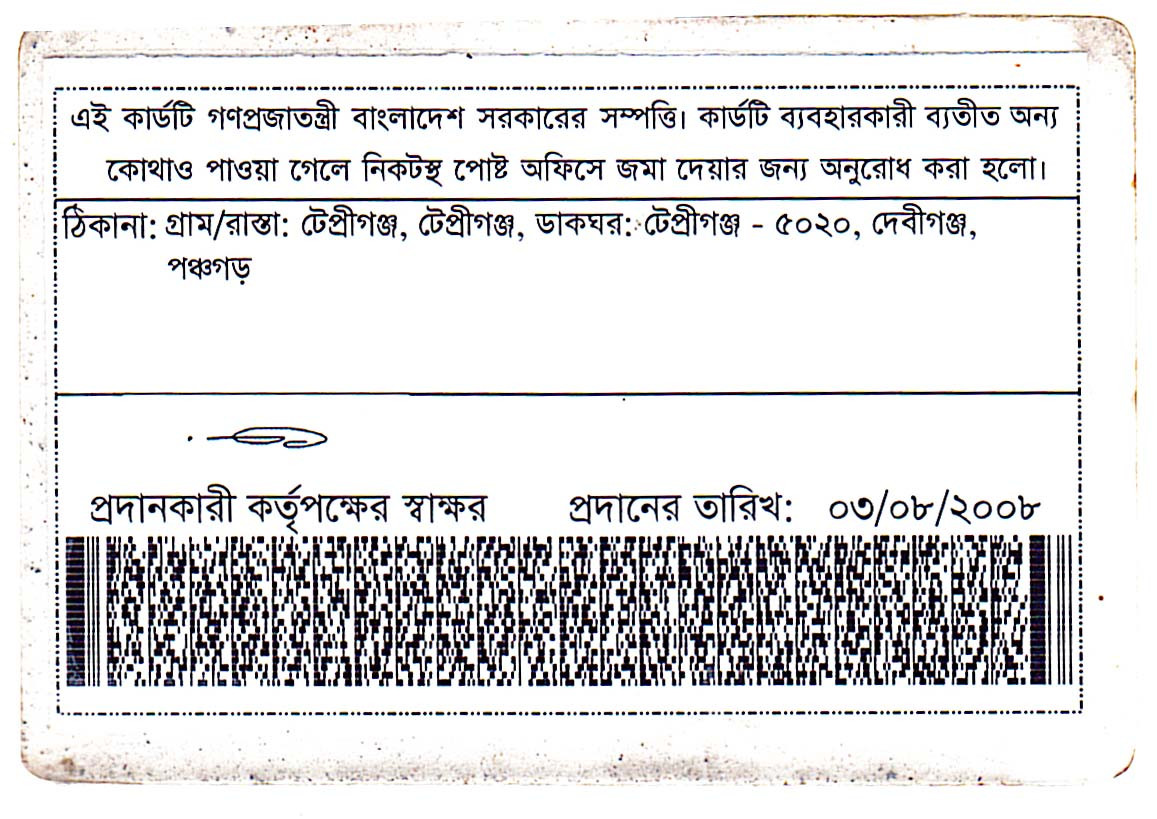 এই কার্ডটি গণপ্রজাতন্ত্রী বাংলাদেশ সরকারের সম্পত্তি। কার্ডটি ব্যবহারকারী ব্যতীত অন্য
কোথাও পাওয়া গেলে নিকটস্থ পোষ্ট অফিসে জমা দেয়ার জন্য অনুরোধ করা হলো।
ঠিকানা: গ্রাম/রাস্তা: টেপ্রীগঞ্জ, টেপ্রীগঞ্জ, ডাকঘর: টেপ্রীগঞ্জ - ৫০২০, দেবীগঞ্জ,
পঞ্চগড়
প্রদানকারী কর্তৃপক্ষের স্বাক্ষর প্রদানের তারিখ: ০৩/০৮/২০০৮